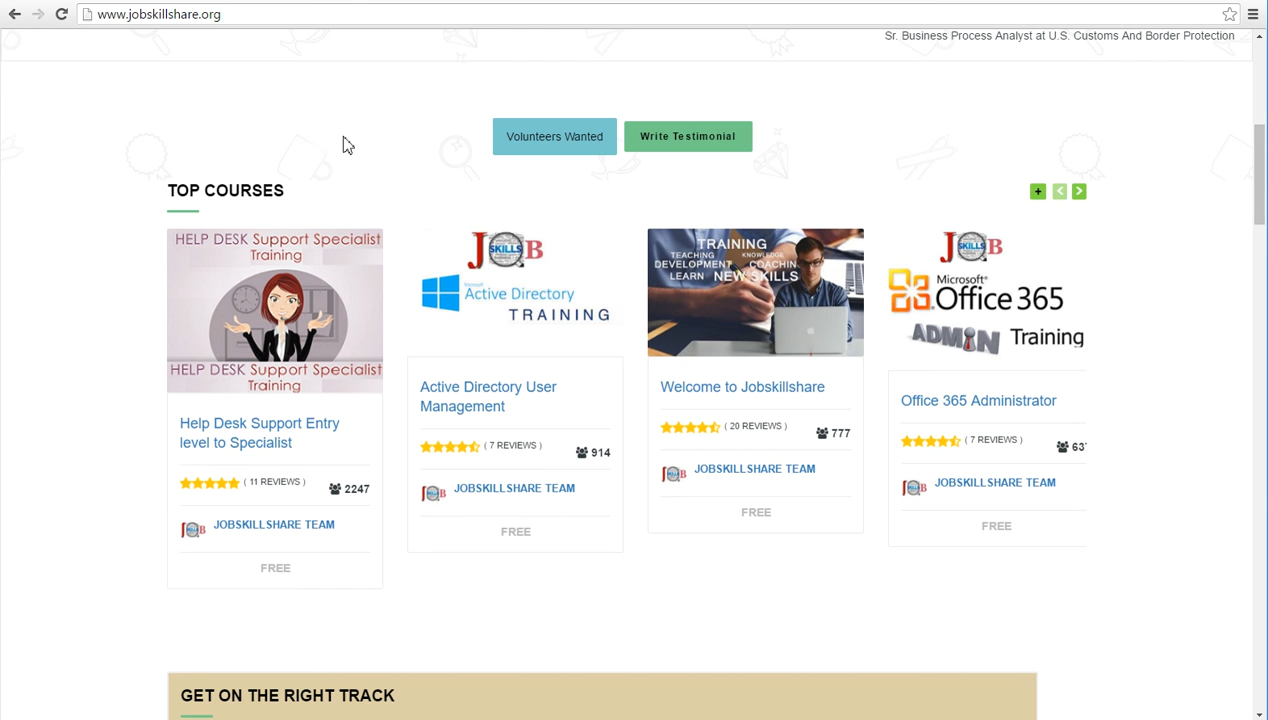 www.jobskillshare.org
Sr. Business Process Analyst at U.S. Customs And Border Protection
Volunteers Wanted
Write Testimonial
TOP COURSES
HELP DESK Support Specialist
Training
HELP DESK Support Specialist
Training
Help Desk Support Entry
level to Specialist
( 11 REVIEWS )
2247
JOBSKILLSHARE TEAM
FREE
JOB
SKILLS
Microsoft
Active Directory
TRAINING
Active Directory User
Management
( 7 REVIEWS )
914
JOBSKILLSHARE TEAM
FREE
TRAINING
TEACHING
KNOWLEDGE
DEVELOPMENT
COACHIN
LEARN
NEW SKILLS
Welcome to Jobskillshare
( 20 REVIEWS )
777
JOBSKILLSHARE TEAM
FREE
JOB
SKILLS
Microsoft®
Office 365
ADMIN Training
Office 365 Administrator
( 7 REVIEWS )
637
JOBSKILLSHARE TEAM
FREE
GET ON THE RIGHT TRACK